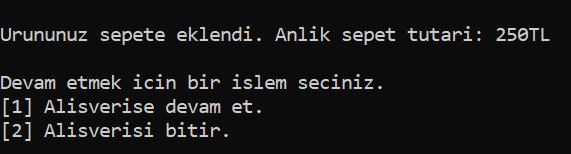 Urununuz sepete eklendi. Anlik sepet tutari: 250TL
Devam etmek icin bir islem seciniz.
[1] Alisverise devam et.
[2] Alisverisi bitir.